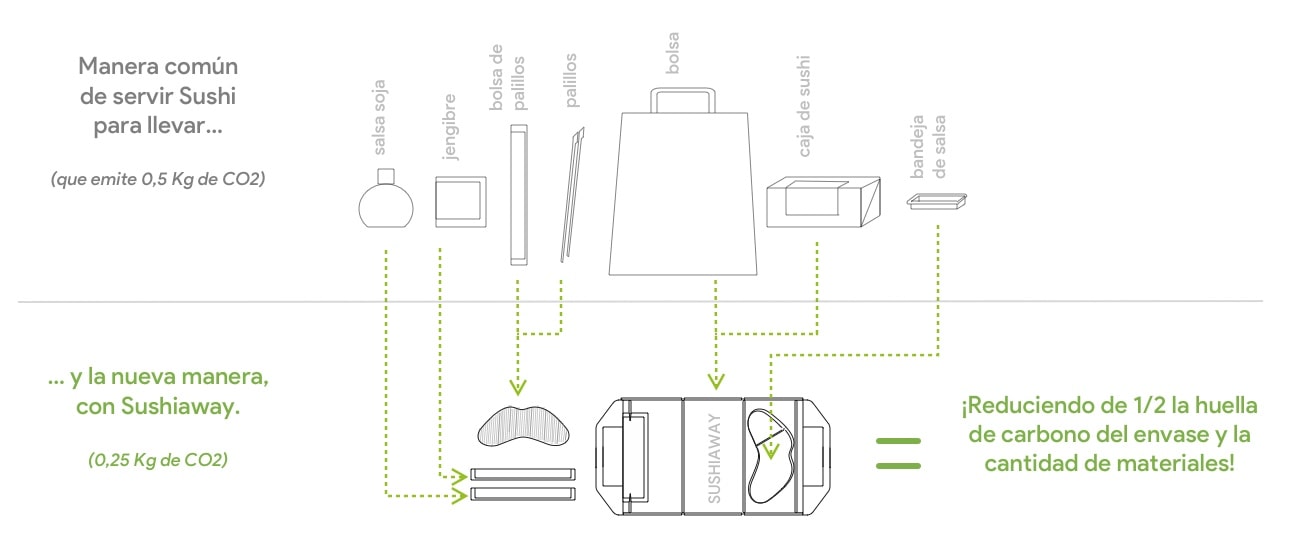 Manera común
de servir Sushi
para llevar...
(que emite 0,5 Kg de CO2)
salsa soja
jengibre
bolsa de
palillos
palillos
bolsa
caja de sushi
bandeja
de salsa
... y la nueva manera,
con Sushiaway.
(0,25 Kg de CO2)
SUSHIAWAY
¡Reduciendo de 1/2 la huella
de carbono del envase y la
cantidad de materiales!